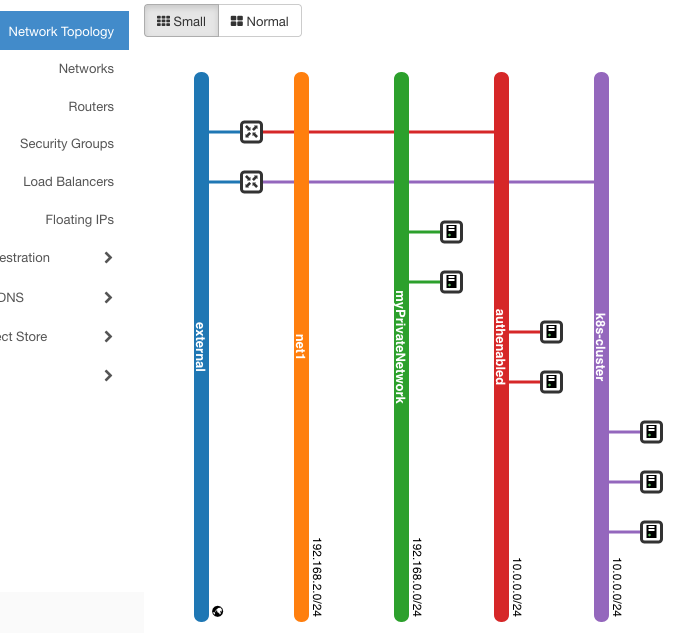 Small
Normal
Network Topology
Networks
Routers
Security Groups
Load Balancers
Floating IPs
estration
DNS
ect Store
external
net1
192.168.2.0/24
myPrivateNetwork
192.168.0.0/24
authenabled
10.0.0.0/24
k8s-cluster
10.0.0.0/24